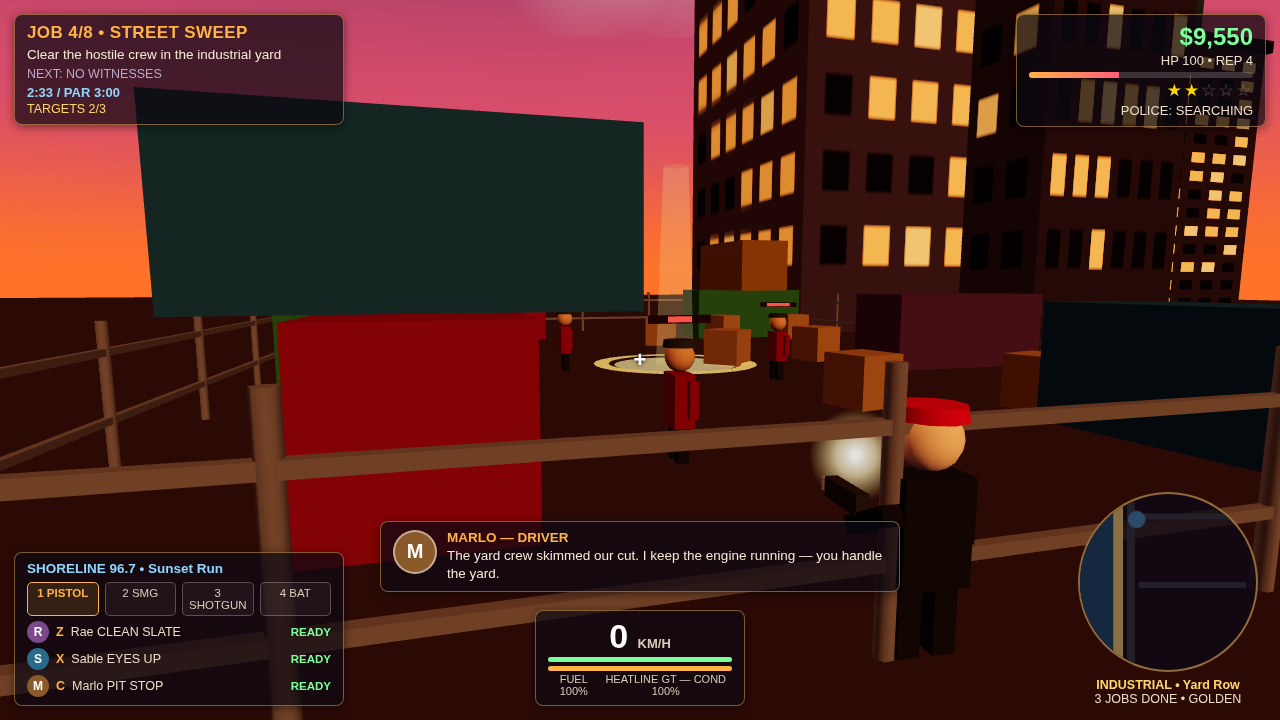 JOB 4/8 • STREET SWEEP
Clear the hostile crew in the industrial yard
NEXT: NO WITNESSES
2:33 / PAR 3:00
TARGETS 2/3
$9,550
HP 100 • REP 4
★★☆☆☆
POLICE: SEARCHING
M
MARLO — DRIVER
The yard crew skimmed our cut. I keep the engine running — you handle
the yard.
SHORELINE 96.7 • Sunset Run
1 PISTOL
2 SMG
3
SHOTGUN
4 BAT
R Z Rae CLEAN SLATE READY
S X Sable EYES UP READY
M C Marlo PIT STOP READY
0 KM/H
FUEL
100%
HEATLINE GT — COND
100%
INDUSTRIAL • Yard Row
3 JOBS DONE • GOLDEN